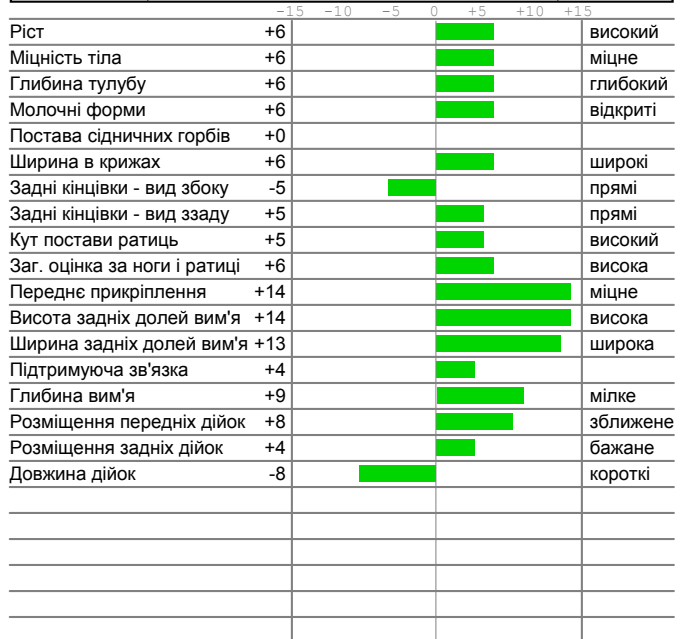 -15 -10 -5 0 +5 +10 +15
Ріст +6 високий
Міцність тіла +6 міцне
Глибина тулубу +6 глибокий
Молочні форми +6 відкриті
Постава сідничних горбів +0
Ширина в крижах +6 широкі
Задні кінцівки - вид збоку -5 прямі
Задні кінцівки - вид ззаду +5 прямі
Кут постави ратиць +5 високий
Заг. оцінка за ноги і ратиці +6 висока
Переднє прикріплення +14 міцне
Висота задніх долей вим'я +14 висока
Ширина задніх долей вим'я +13 широка
Підтримуюча зв'язка +4
Глибина вим'я +9 мілке
Розміщення передніх дійок +8 зближене
Розміщення задніх дійок +4 бажане
Довжина дійок -8 короткі